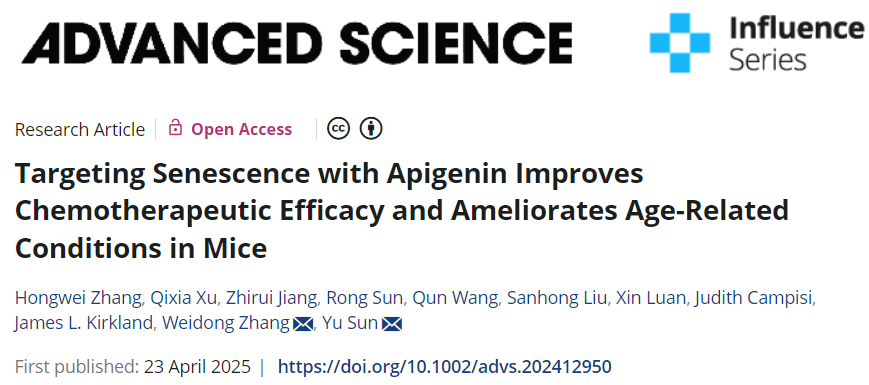 ADVANCED SCIENCE
Influence
Series
Research Article
Open Access
cc
Targeting Senescence with Apigenin Improves
Chemotherapeutic Efficacy and Ameliorates Age-Related
Conditions in Mice
Hongwei Zhang, Qixia Xu, Zhirui Jiang, Rong Sun, Qun Wang, Sanhong Liu, Xin Luan, Judith Campisi,
James L. Kirkland, Weidong Zhang, Yu Sun
First published: 23 April 2025 | https://doi.org/10.1002/advs.202412950